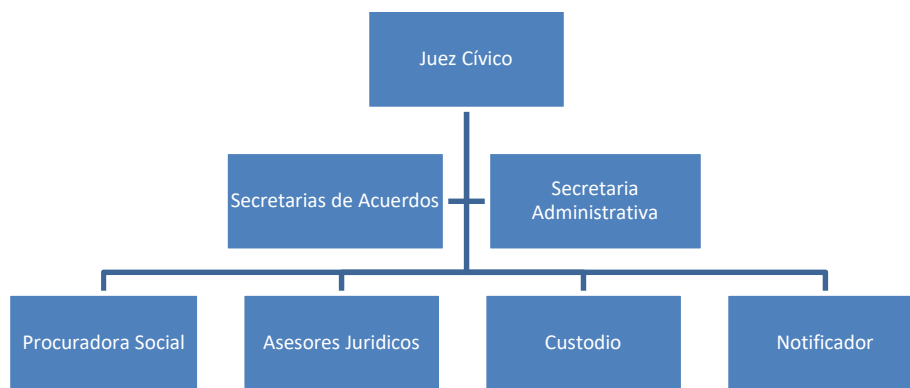 Juez Cívico
Secretarias de Acuerdos
Secretaria
Administrativa
Procuradora Social
Asesores Juridicos
Custodio
Notificador